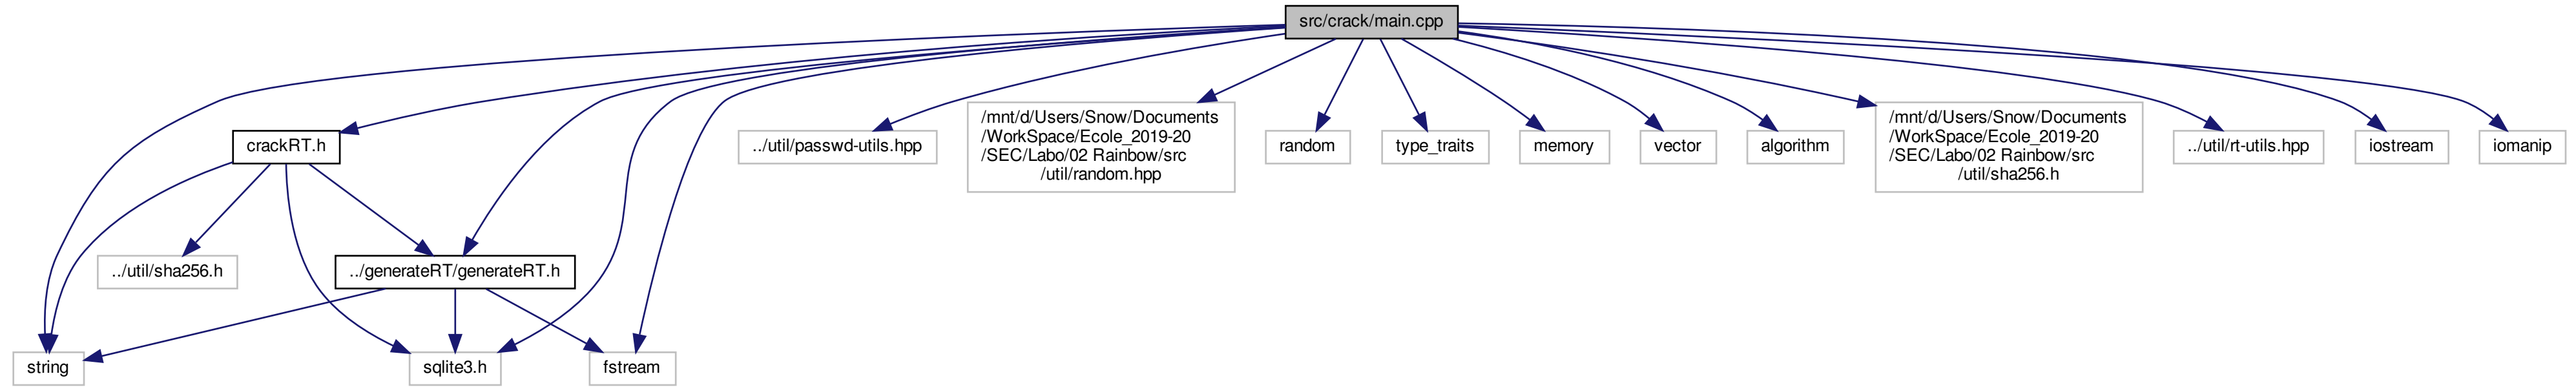 src/crack/main.cpp
/mnt/d/Users/Snow/Documents
/WorkSpace/Ecole_2019-20
/SEC/Labo/02 Rainbow/src
/util/random.hpp
/mnt/d/Users/Snow/Documents
/WorkSpace/Ecole_2019-20
/SEC/Labo/02 Rainbow/src
/util/sha256.h
crackRT.h
../util/passwd-utils.hpp
random
type_traits
memory
vector
algorithm
../util/rt-utils.hpp
iostream
iomanip
../util/sha256.h
../generateRT/generateRT.h
string
sqlite3.h
fstream